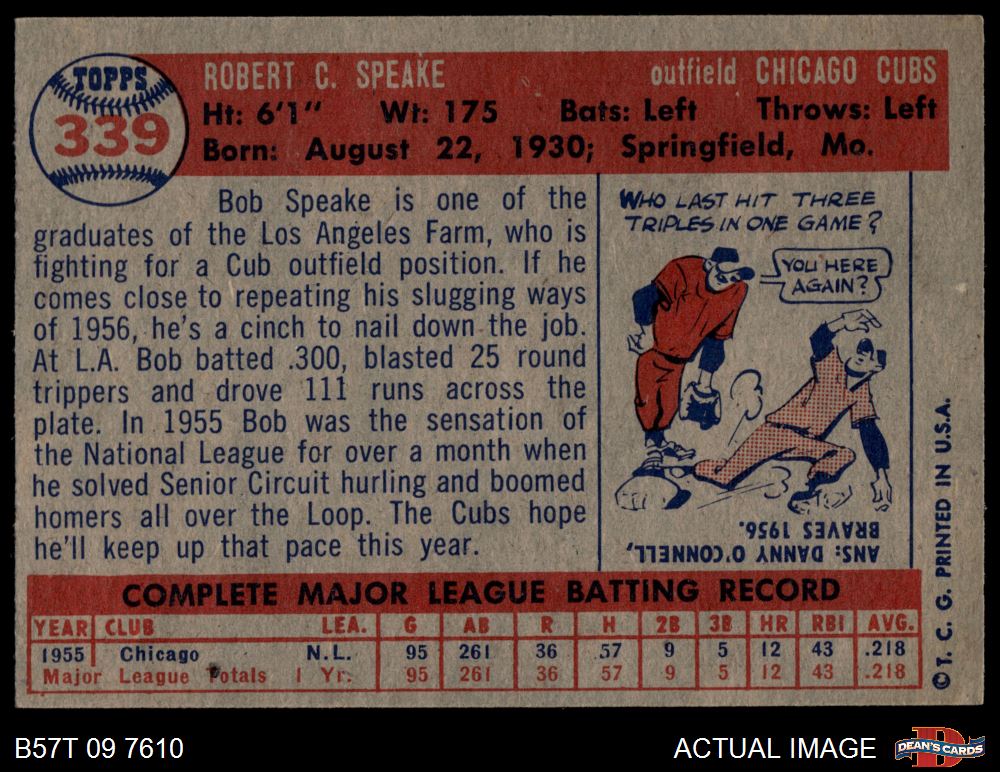 TOPPS
339
ROBERT C. SPEAKE outfield CHICAGO CUBS
Ht: 6'1" Wt: 175 Bats: Left Throws: Left
Born: August 22, 1930; Springfield, Mo.
Bob Speake is one of the
graduates of the Los Angeles Farm, who is
fighting for a Cub outfield position. If he
comes close to repeating his slugging ways
of 1956, he's a cinch to nail down the job.
At L.A. Bob batted .300, blasted 25 round
trippers and drove 111 runs across the
plate. In 1955 Bob was the sensation of
the National League for over a month when
he solved Senior Circuit hurling and boomed
homers all over the Loop. The Cubs hope
he'll keep up that pace this year.
WHO LAST HIT THREE
TRIPLES IN ONE GAME?
YOU HERE
AGAIN?
ANS: DANNY O'CONNELL,
BRAVES 1956.
COMPLETE MAJOR LEAGUE BATTING RECORD
YEAR CLUB LEA. G AB R H 2B 3B HR RBI AVG.
1955 Chicago N.L. 95 261 36 57 9 5 12 43 .218
Major League Totals 1 Yr. 95 261 36 57 9 5 12 43 .218
© T. C. G. PRINTED IN U.S.A.
B57T 09 7610
ACTUAL IMAGE
D
DEAN'S CARDS